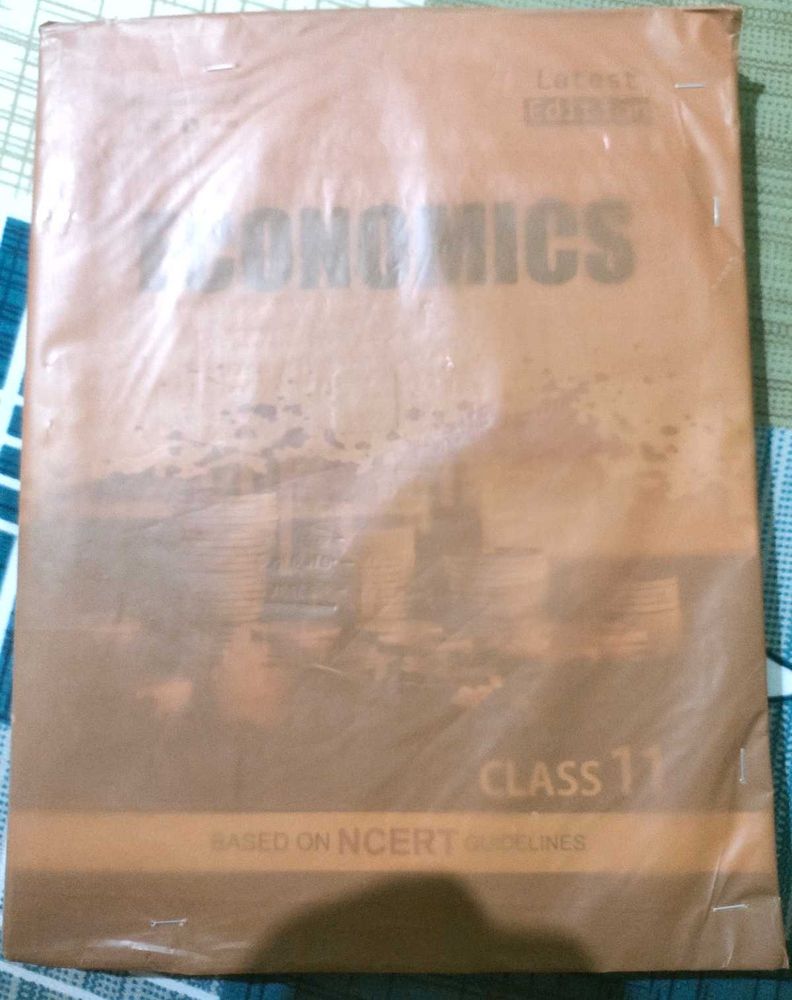 Latest
Edition
ECONOMICS
CLASS 11
BASED ON NCERT GUIDELINES